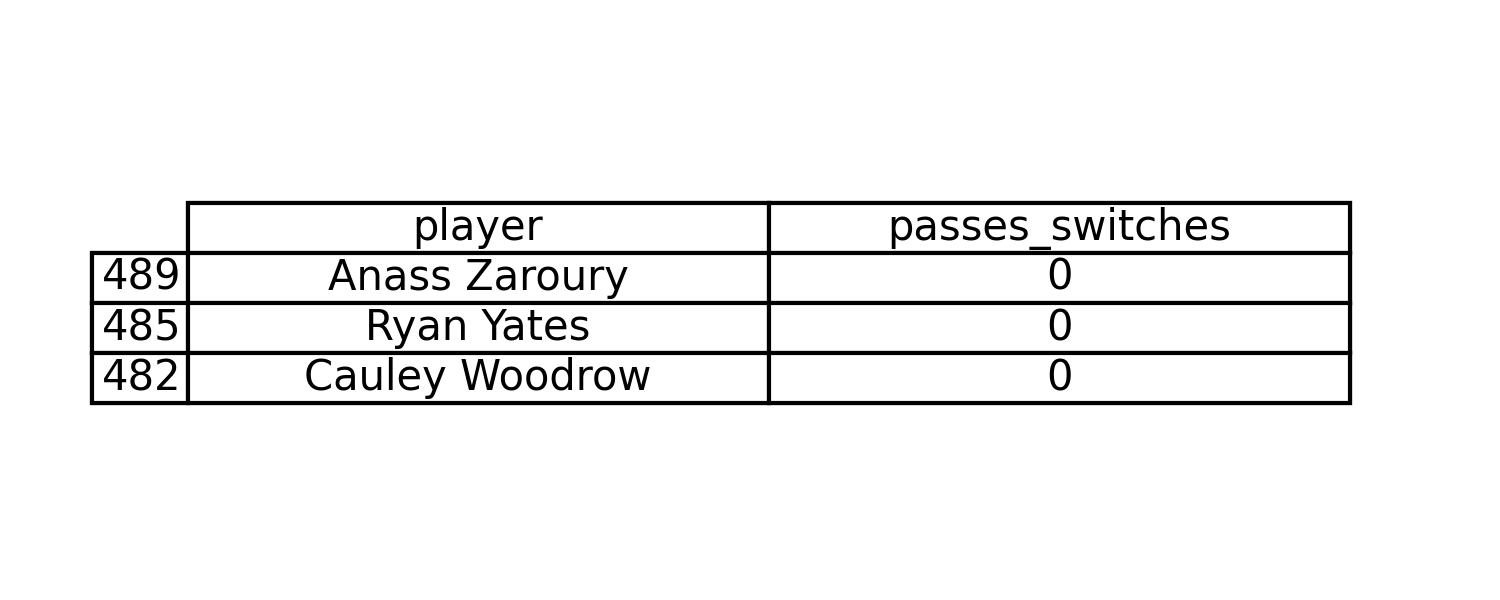 player passes_switches
489 Anass Zaroury 0
485 Ryan Yates 0
482 Cauley Woodrow 0